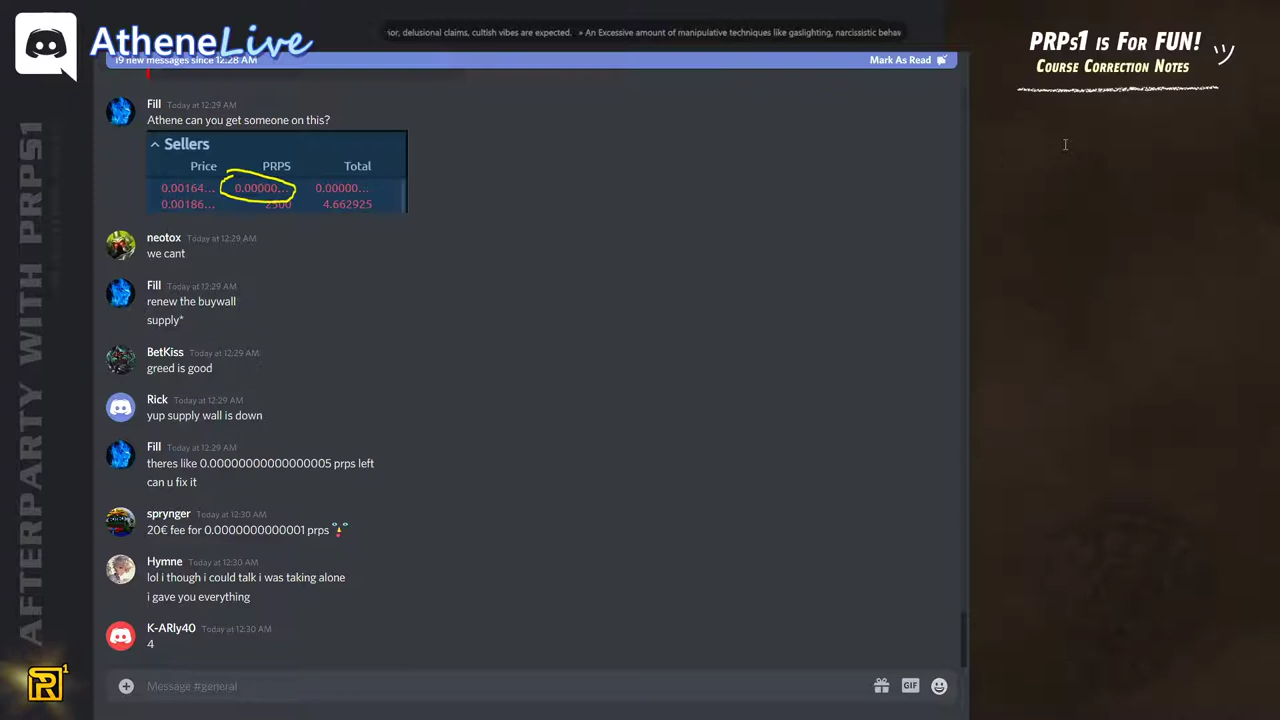 AtheneLive
ior, delusional claims, cultish vibes are expected. » An Excessive amount of manipulative techniques like gaslighting, narcissistic behav
PRPs1 is For FUN!
Course Correction Notes
19 new messages since 12:28 AM
Mark As Read
AFTERPARTY WITH PRPS1
Fill Today at 12:29 AM
Athene can you get someone on this?
Sellers
Price PRPS Total
0.00164... 0.00000... 0.00000...
0.00186... 2500 4.662925
neotox Today at 12:29 AM
we cant
Fill Today at 12:29 AM
renew the buywall
supply*
BetKiss Today at 12:29 AM
greed is good
Rick Today at 12:29 AM
yup supply wall is down
Fill Today at 12:29 AM
theres like 0.00000000000000005 prps left
can u fix it
sprynger Today at 12:30 AM
20€ fee for 0.0000000000001 prps
Hymne Today at 12:30 AM
lol i though i could talk i was taking alone
i gave you everything
K-ARly40 Today at 12:30 AM
4
Message #general
GIF